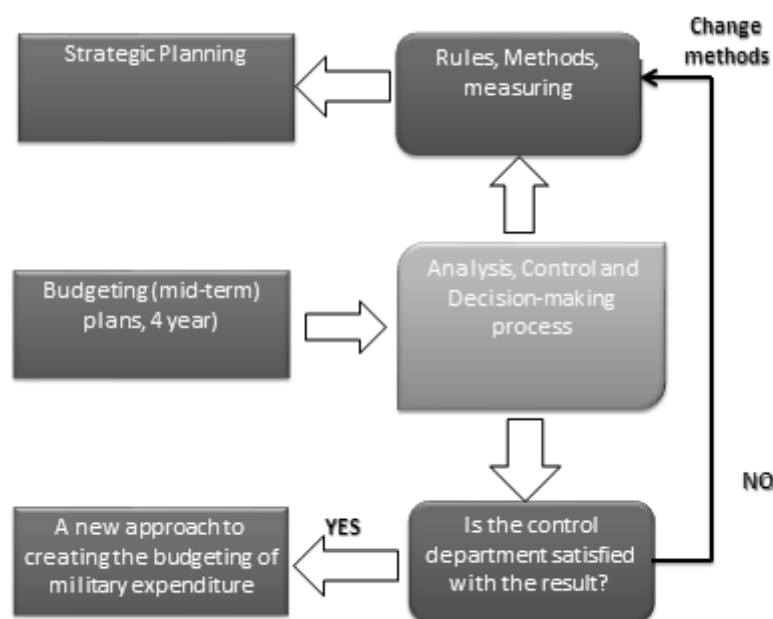 Strategic Planning
Rules, Methods,
measuring
Change
methods
Budgeting (mid-term)
plans, 4 year)
Analysis, Control and
Decision-making
process
NO
A new approach to
creating the budgeting of
military expenditure
YES
Is the control
department satisfied
with the result?